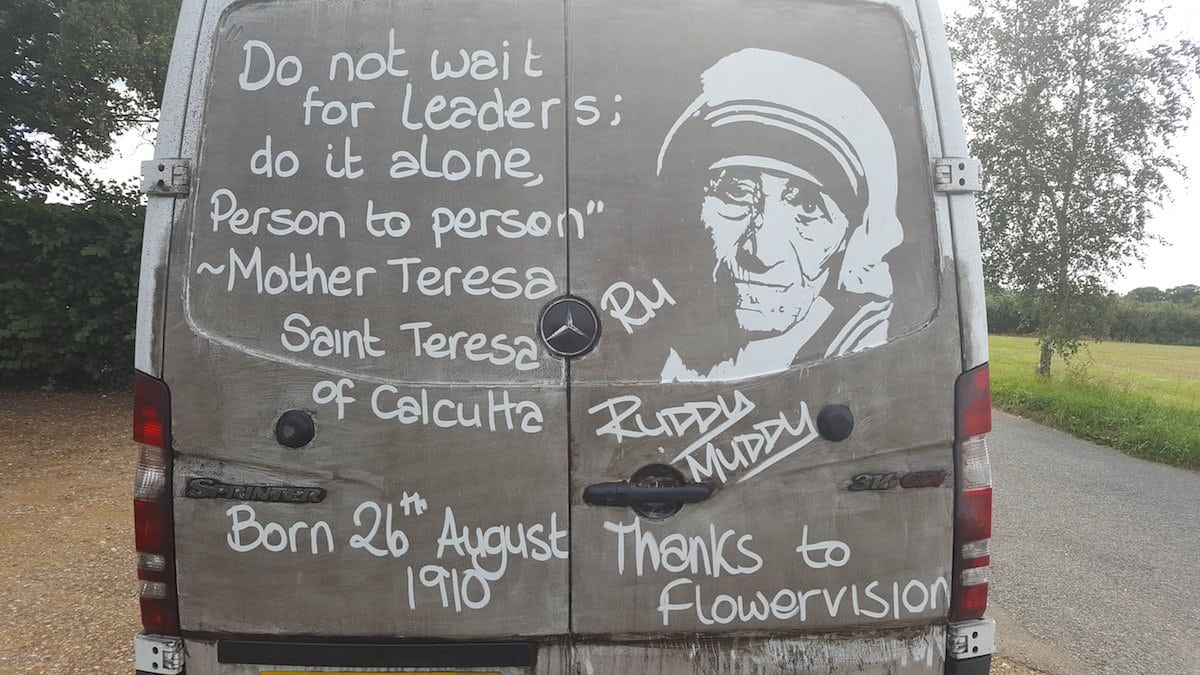 Do not wait
for leaders;
do it alone,
Person to person"
~Mother Teresa
Saint Teresa
of Calcutta
Born 26th August
1910
RM
RUDDY
MUDDY
Thanks to
flowervision
SPRINTER
314 CDI